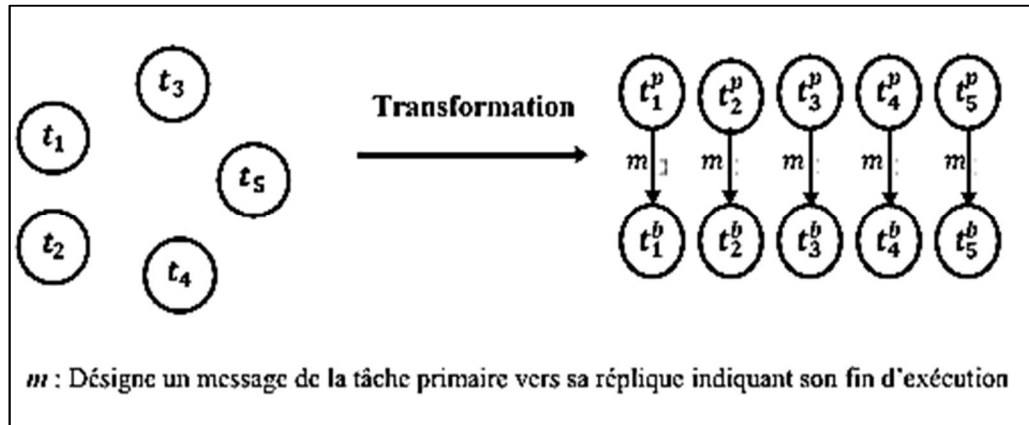 t₃
t₁
t₅
t₂
t₄
Transformation
t₁ᵖ t₂ᵖ t₃ᵖ t₄ᵖ t₅ᵖ
m m m m m
t₁ᵇ t₂ᵇ t₃ᵇ t₄ᵇ t₅ᵇ
m : Désigne un message de la tâche primaire vers sa réplique indiquant son fin d'exécution